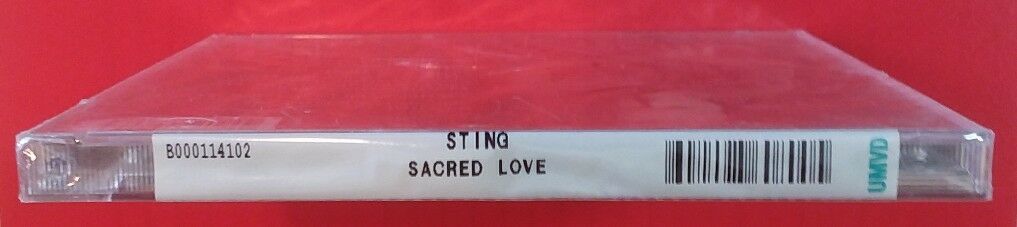 B000114102
STING
SACRED LOVE
UMVD